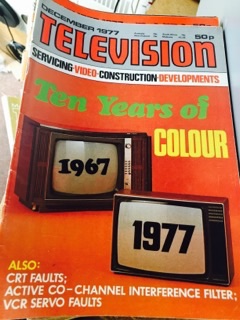 DECEMBER 1977
50p
TELEVISION
SERVICING·VIDEO·CONSTRUCTION·DEVELOPMENTS
Ten Years of
COLOUR
1967
1977
ALSO:
CRT FAULTS;
ACTIVE CO-CHANNEL INTERFERENCE FILTER;
VCR SERVO FAULTS